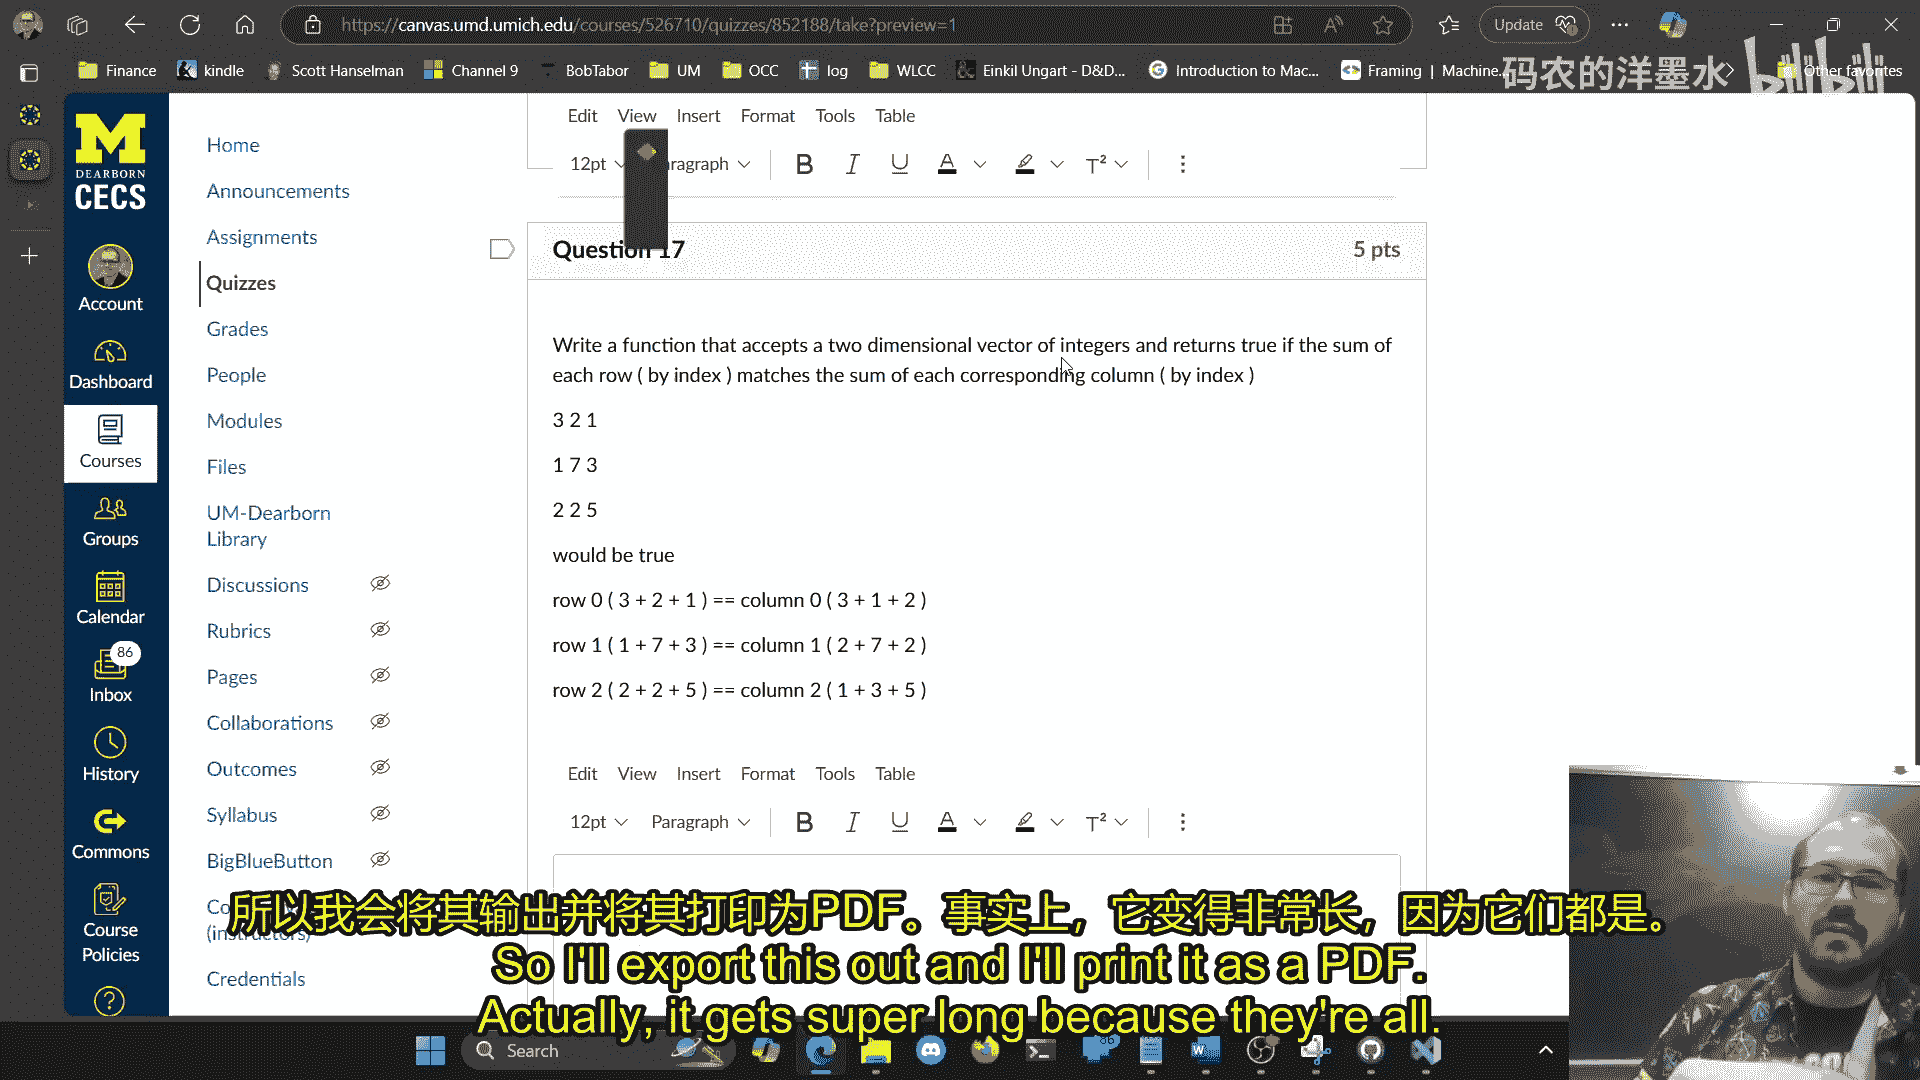 https://canvas.umd.umich.edu/courses/526710/quizzes/852188/take?preview=1
Update
Finance
kindle
Scott Hanselman
Channel 9
BobTabor
UM
OCC
log
WLCC
Einkil Ungart - D&D...
Introduction to Mac...
Framing | Machine...
Other favorites
码农的洋墨水
bilibili
M
DEARBORN
CECS
Account
Dashboard
Courses
Groups
Calendar
86
Inbox
History
Commons
Course
Policies
Home
Announcements
Assignments
Quizzes
Grades
People
Modules
Files
UM-Dearborn
Library
Discussions
Rubrics
Pages
Collaborations
Outcomes
Syllabus
BigBlueButton
Co
(instructors)
Credentials
Edit View Insert Format Tools Table
12pt aragraph B I U A T²
Question 17
5 pts
Write a function that accepts a two dimensional vector of integers and returns true if the sum of
each row ( by index ) matches the sum of each corresponding column ( by index )
3 2 1
1 7 3
2 2 5
would be true
row 0 ( 3 + 2 + 1 ) == column 0 ( 3 + 1 + 2 )
row 1 ( 1 + 7 + 3 ) == column 1 ( 2 + 7 + 2 )
row 2 ( 2 + 2 + 5 ) == column 2 ( 1 + 3 + 5 )
Edit View Insert Format Tools Table
12pt Paragraph B I U A T²
所以我会将其输出并将其打印为PDF。事实上，它变得非常长，因为它们都是。
So I'll export this out and I'll print it as a PDF.
Actually, it gets super long because they're all.
Search
86